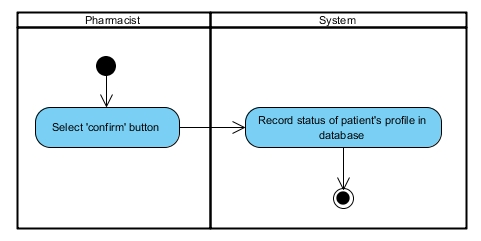 Pharmacist
System
Select 'confirm' button
Record status of patient's profile in
database